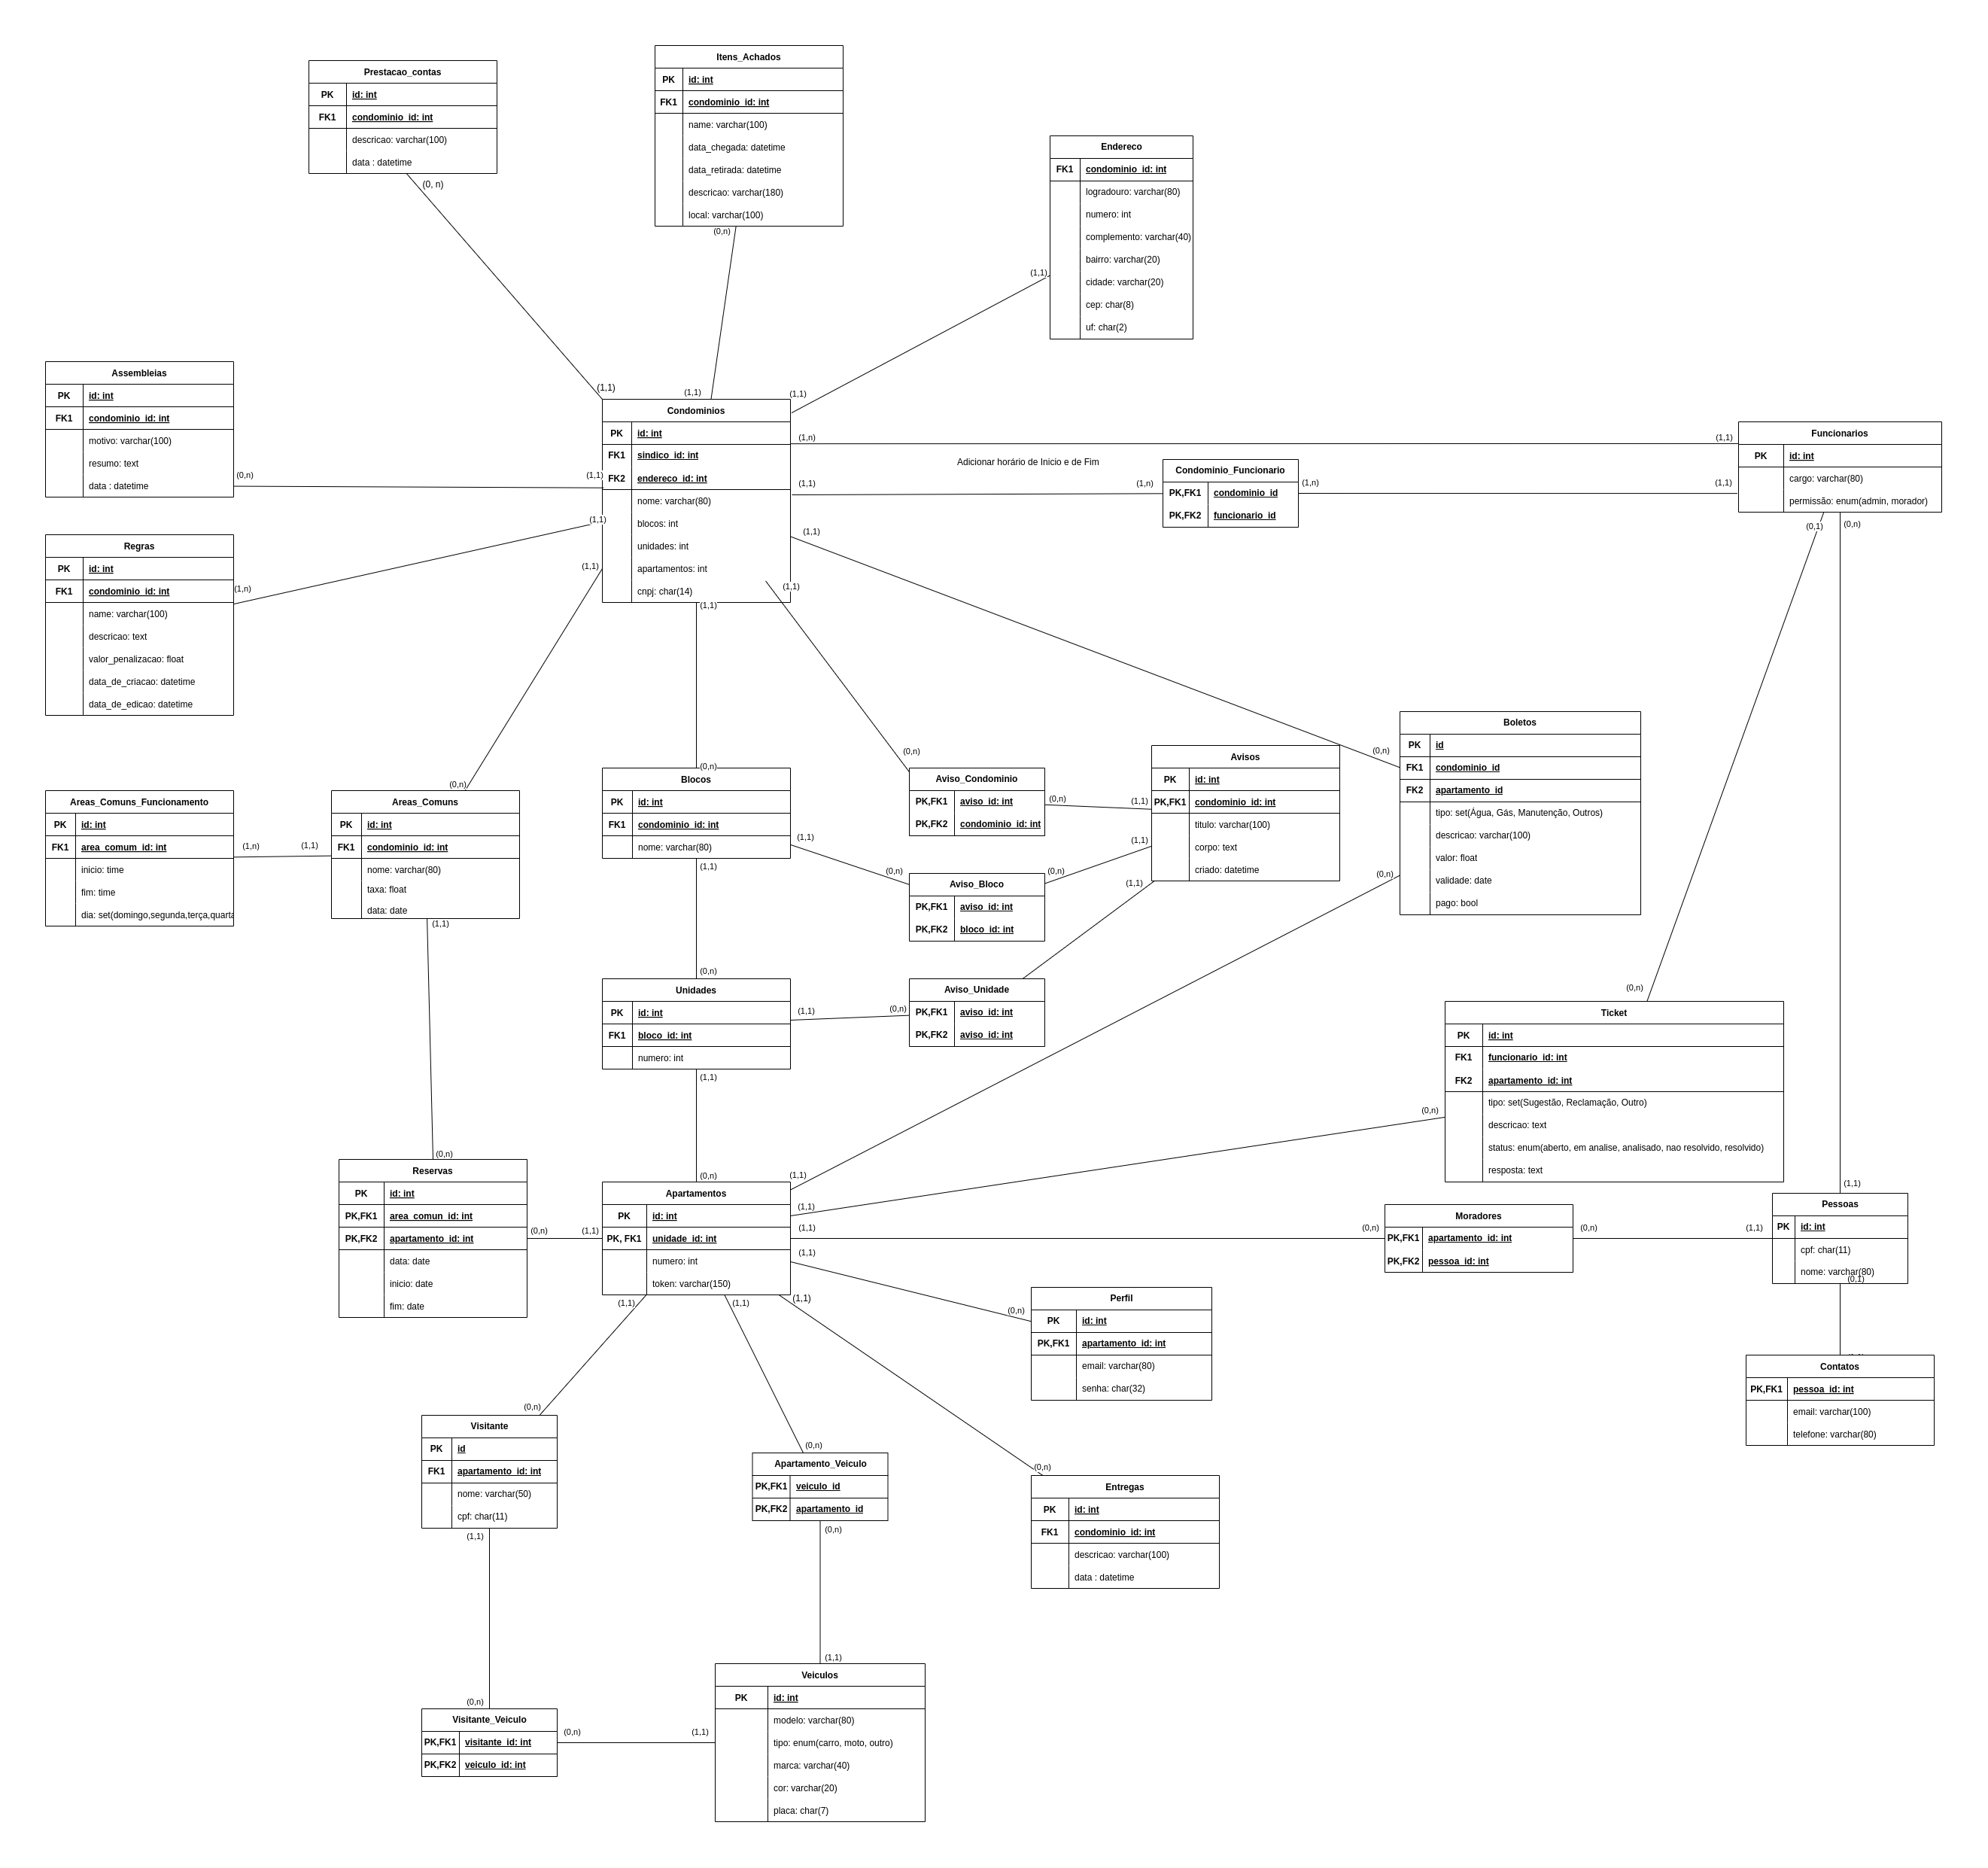 Prestacao_contas
PK id: int
FK1 condominio_id: int
descricao: varchar(100)
data : datetime
(0, n)
Itens_Achados
PK id: int
FK1 condominio_id: int
name: varchar(100)
data_chegada: datetime
data_retirada: datetime
descricao: varchar(180)
local: varchar(100)
(0,n)
Endereco
FK1 condominio_id: int
logradouro: varchar(80)
numero: int
complemento: varchar(40)
bairro: varchar(20)
cidade: varchar(20)
cep: char(8)
uf: char(2)
(1,1)
Assembleias
PK id: int
FK1 condominio_id: int
motivo: varchar(100)
resumo: text
data : datetime
(0,n)
(1,1)
(1,1)
(1,1)
(1,1)
Condominios
PK id: int
FK1 sindico_id: int
FK2 endereco_id: int
nome: varchar(80)
blocos: int
unidades: int
apartamentos: int
cnpj: char(14)
(1,1)
(1,1)
(1,1)
(1,1)
(1,n)
(1,1)
(1,1)
Adicionar horário de Inicio e de Fim
(1,1)
(1,n)
Condominio_Funcionario
PK,FK1 condominio_id
PK,FK2 funcionario_id
(1,n)
(1,1)
Funcionarios
PK id: int
cargo: varchar(80)
permissão: enum(admin, morador)
(0,1)
(0,n)
Regras
PK id: int
FK1 condominio_id: int
name: varchar(100)
descricao: text
valor_penalizacao: float
data_de_criacao: datetime
data_de_edicao: datetime
(1,n)
Areas_Comuns_Funcionamento
PK id: int
FK1 area_comum_id: int
inicio: time
fim: time
dia: set(domingo,segunda,terça,quarta
(1,n)
(1,1)
(0,n)
Areas_Comuns
PK id: int
FK1 condominio_id: int
nome: varchar(80)
taxa: float
data: date
(1,1)
(0,n)
Blocos
PK id: int
FK1 condominio_id: int
nome: varchar(80)
(1,1)
(1,1)
(0,n)
Aviso_Condominio
PK,FK1 aviso_id: int
PK,FK2 condominio_id: int
(0,n)
(1,1)
Avisos
PK id: int
PK,FK1 condominio_id: int
titulo: varchar(100)
corpo: text
criado: datetime
(1,1)
(1,1)
(0,n)
Aviso_Bloco
PK,FK1 aviso_id: int
PK,FK2 bloco_id: int
(0,n)
Boletos
PK id
FK1 condominio_id
FK2 apartamento_id
tipo: set(Água, Gás, Manutenção, Outros)
descricao: varchar(100)
valor: float
validade: date
pago: bool
(0,n)
(0,n)
(0,n)
Unidades
PK id: int
FK1 bloco_id: int
numero: int
(1,1)
(1,1)
(0,n)
Aviso_Unidade
PK,FK1 aviso_id: int
PK,FK2 aviso_id: int
(0,n)
Ticket
PK id: int
FK1 funcionario_id: int
FK2 apartamento_id: int
tipo: set(Sugestão, Reclamação, Outro)
descricao: text
status: enum(aberto, em analise, analisado, nao resolvido, resolvido)
resposta: text
(0,n)
(0,n)
Reservas
PK id: int
PK,FK1 area_comun_id: int
PK,FK2 apartamento_id: int
data: date
inicio: date
fim: date
(0,n)
(1,1)
(0,n)
Apartamentos
PK id: int
PK, FK1 unidade_id: int
numero: int
token: varchar(150)
(1,1)
(1,1)
(1,1)
(1,1)
(1,1)
(1,1)
(1,1)
(0,n)
Moradores
PK,FK1 apartamento_id: int
PK,FK2 pessoa_id: int
(0,n)
(1,1)
(1,1)
Pessoas
PK id: int
cpf: char(11)
nome: varchar(80)
(0,1)
Contatos
PK,FK1 pessoa_id: int
email: varchar(100)
telefone: varchar(80)
(0,n)
Perfil
PK id: int
PK,FK1 apartamento_id: int
email: varchar(80)
senha: char(32)
(0,n)
Visitante
PK id
FK1 apartamento_id: int
nome: varchar(50)
cpf: char(11)
(1,1)
(0,n)
Apartamento_Veiculo
PK,FK1 veiculo_id
PK,FK2 apartamento_id
(0,n)
(0,n)
Entregas
PK id: int
FK1 condominio_id: int
descricao: varchar(100)
data : datetime
(0,n)
Visitante_Veiculo
PK,FK1 visitante_id: int
PK,FK2 veiculo_id: int
(0,n)
(1,1)
(1,1)
Veiculos
PK id: int
modelo: varchar(80)
tipo: enum(carro, moto, outro)
marca: varchar(40)
cor: varchar(20)
placa: char(7)